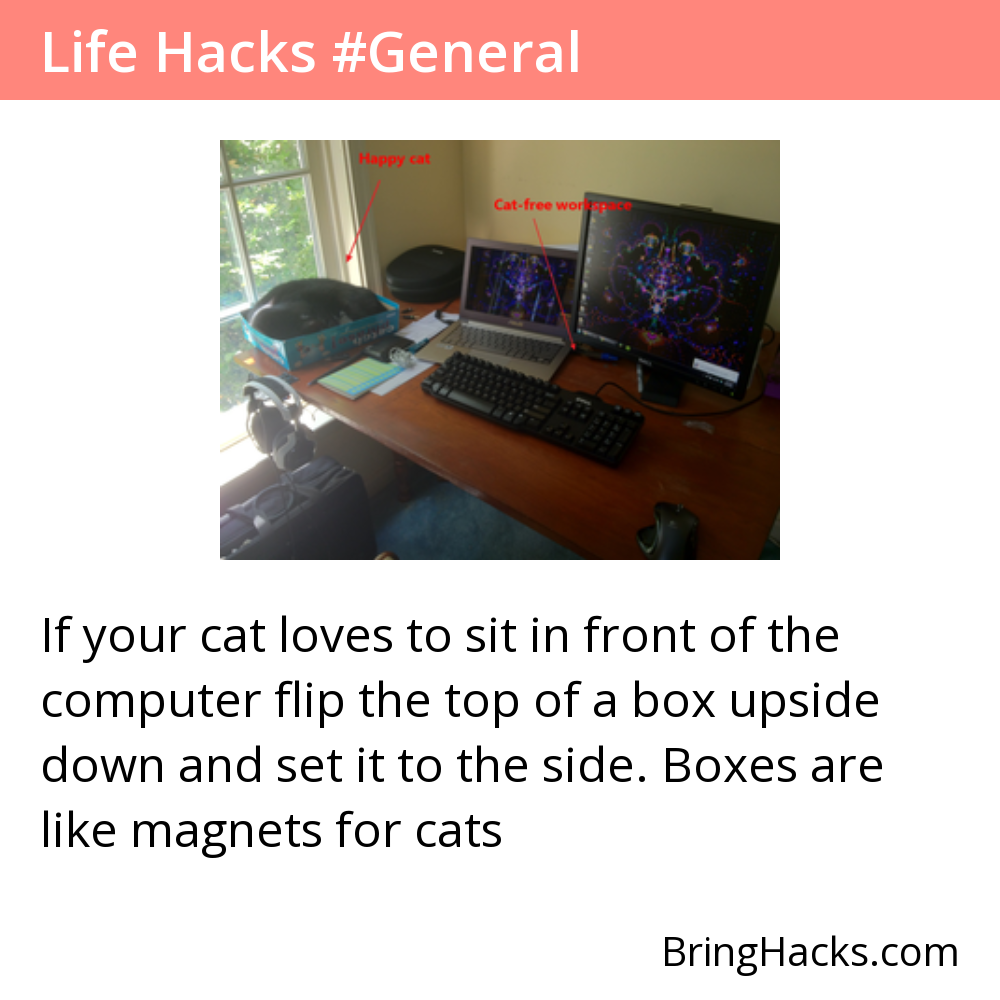 Life Hacks #General
Happy cat
Cat-free workspace
If your cat loves to sit in front of the
computer flip the top of a box upside
down and set it to the side. Boxes are
like magnets for cats
BringHacks.com